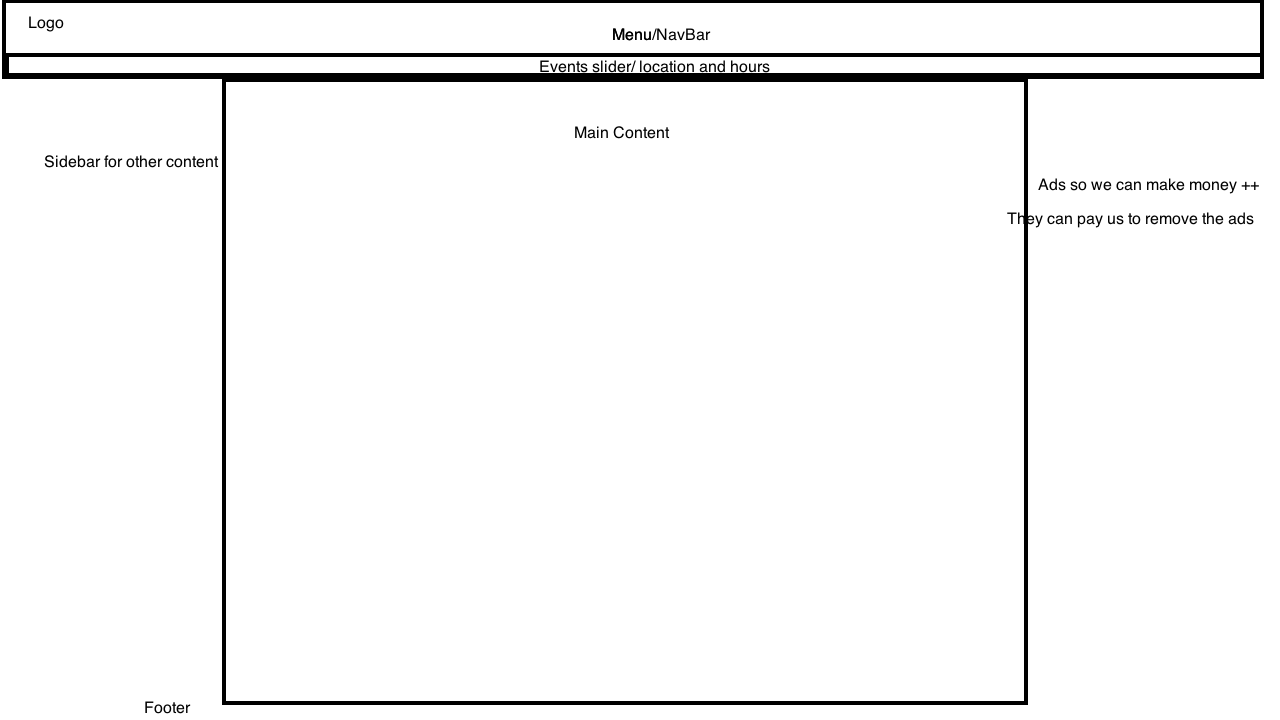 Logo
Menu/NavBar
Events slider/ location and hours
Main Content
Sidebar for other content
Ads so we can make money ++
They can pay us to remove the ads
Footer